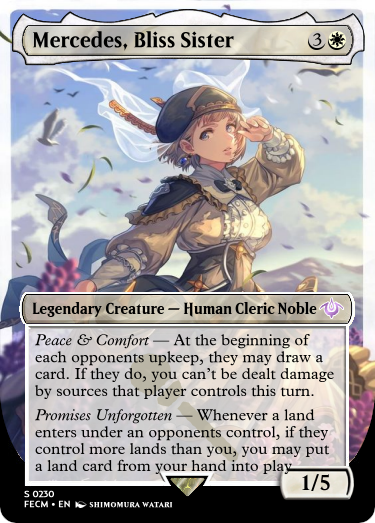 Mercedes, Bliss Sister 3
Legendary Creature — Human Cleric Noble
Peace & Comfort — At the beginning of
each opponents upkeep, they may draw a
card. If they do, you can't be dealt damage
by sources that player controls this turn.
Promises Unforgotten — Whenever a land
enters under an opponents control, if they
control more lands than you, you may put
a land card from your hand into play
1/5
S 0230
FECM • EN SHIMOMURA WATARI